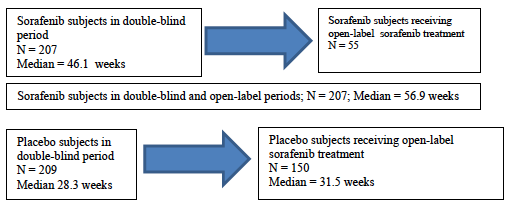 Sorafenib subjects in double-blind
period
N = 207
Median = 46.1 weeks
Sorafenib subjects receiving
open-label sorafenib treatment
N = 55
Sorafenib subjects in double-blind and open-label periods; N = 207; Median = 56.9 weeks
Placebo subjects in
double-blind period
N = 209
Median 28.3 weeks
Placebo subjects receiving open-label
sorafenib treatment
N = 150
Median = 31.5 weeks